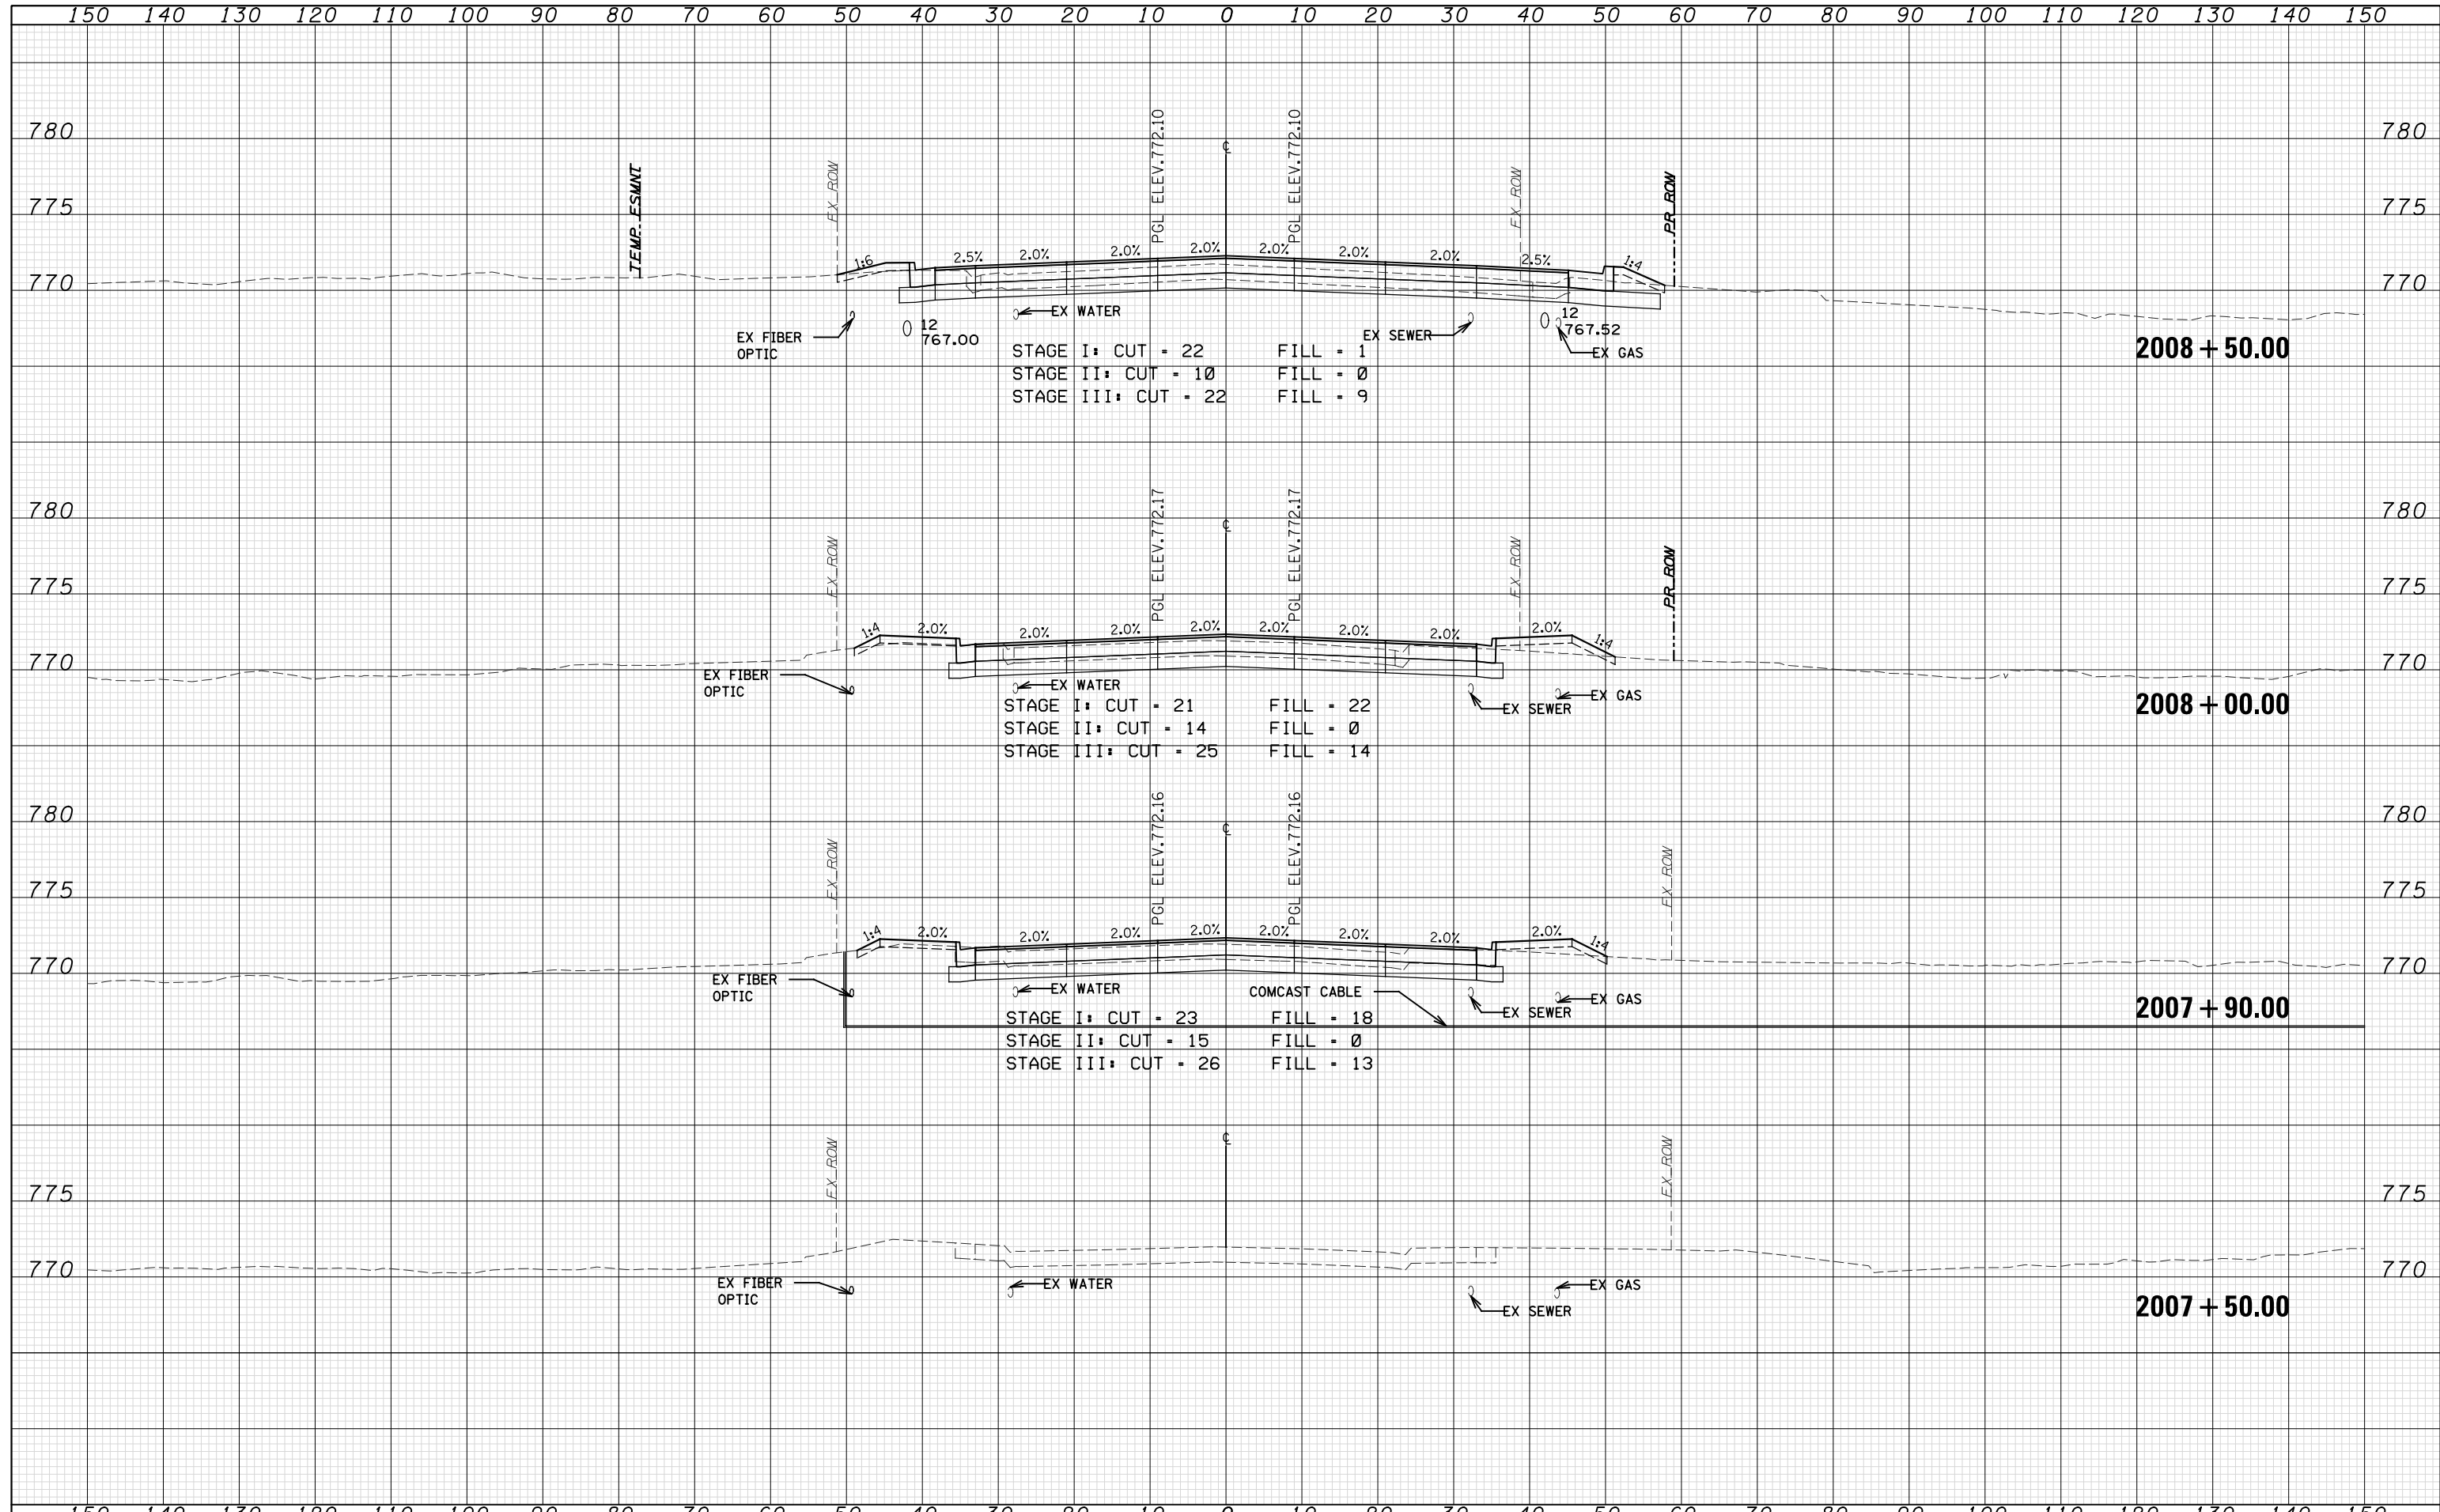 150 140 130 120 110 100 90 80 70 60 50 40 30 20 10 0 10 20 30 40 50 60 70 80 90 100 110 120 130 140 150
780 780
PGL ELEV.772.10 PGL ELEV.772.10
℄
TEMP. ESMNT EX_ROW EX_ROW PR_ROW
775 775
1:6 2.5% 2.0% 2.0% 2.0% 2.0% 2.0% 2.0% 2.5% 1:4
770 770
EX FIBER
OPTIC
12
767.00
EX WATER
EX SEWER
12
767.52
EX GAS
STAGE I: CUT = 22 FILL = 1
STAGE II: CUT = 10 FILL = 0
STAGE III: CUT = 22 FILL = 9
2008 + 50.00
780 780
PGL ELEV.772.17 PGL ELEV.772.17
℄
EX_ROW EX_ROW PR_ROW
775 775
1:4 2.0% 2.0% 2.0% 2.0% 2.0% 2.0% 2.0% 2.0% 1:4
770 770
EX FIBER
OPTIC
EX WATER
EX SEWER
EX GAS
STAGE I: CUT = 21 FILL = 22
STAGE II: CUT = 14 FILL = 0
STAGE III: CUT = 25 FILL = 14
2008 + 00.00
780 780
PGL ELEV.772.16 PGL ELEV.772.16
℄
EX_ROW EX_ROW
775 775
1:4 2.0% 2.0% 2.0% 2.0% 2.0% 2.0% 2.0% 2.0% 1:4
770 770
EX FIBER
OPTIC
EX WATER
COMCAST CABLE
EX SEWER
EX GAS
STAGE I: CUT = 23 FILL = 18
STAGE II: CUT = 15 FILL = 0
STAGE III: CUT = 26 FILL = 13
2007 + 90.00
℄
EX_ROW EX_ROW
775 775
770 770
EX FIBER
OPTIC
EX WATER
EX SEWER
EX GAS
2007 + 50.00
150 140 130 120 110 100 90 80 70 60 50 40 30 20 10 0 10 20 30 40 50 60 70 80 90 100 110 120 130 140 150